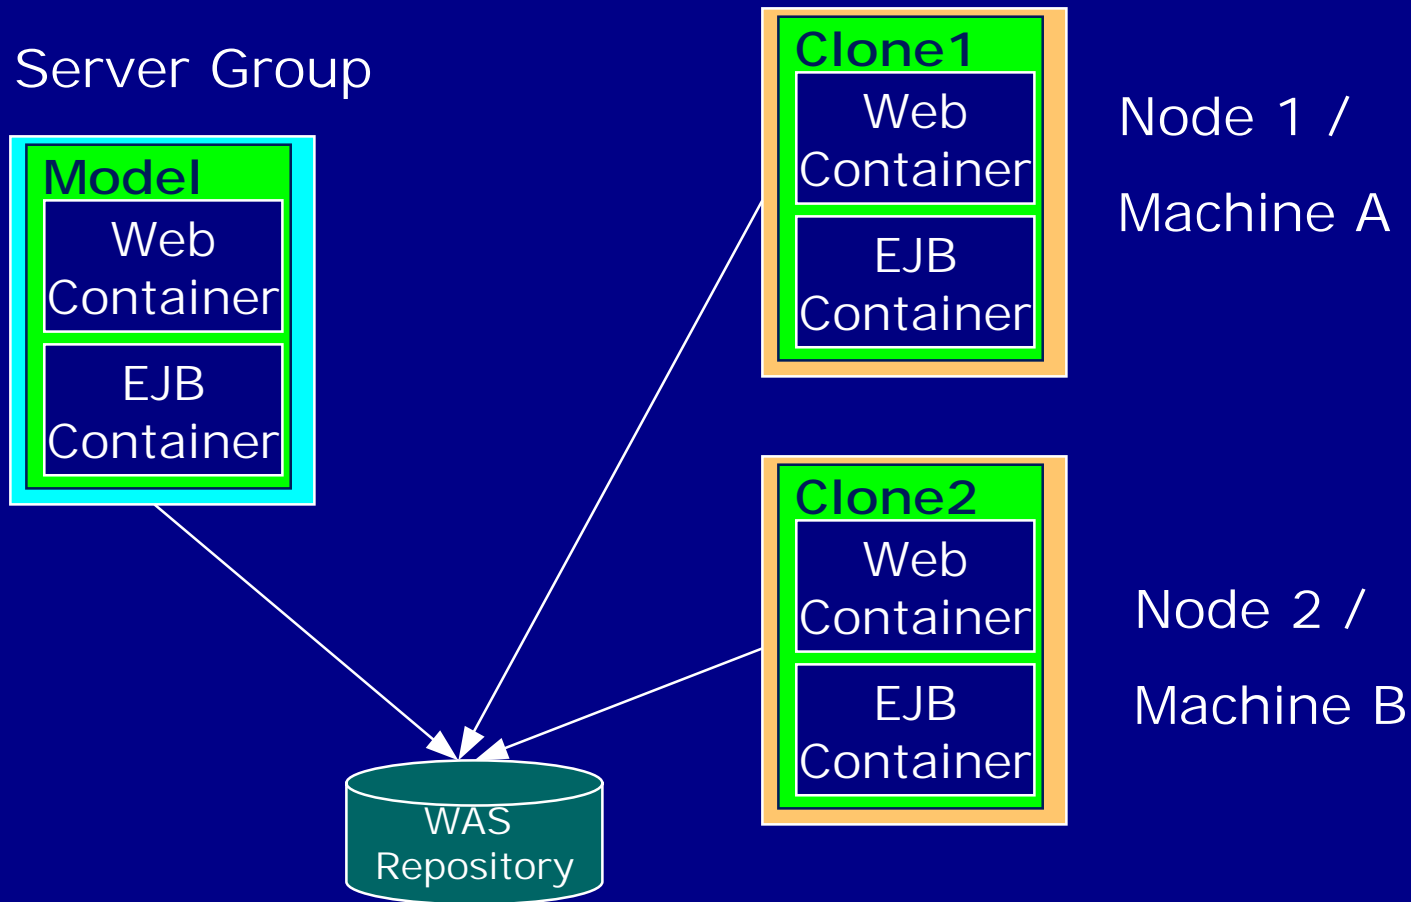 Server Group
Model
Web
Container
EJB
Container
Clone1
Web
Container
EJB
Container
Node 1 /
Machine A
Clone2
Web
Container
EJB
Container
Node 2 /
Machine B
WAS
Repository